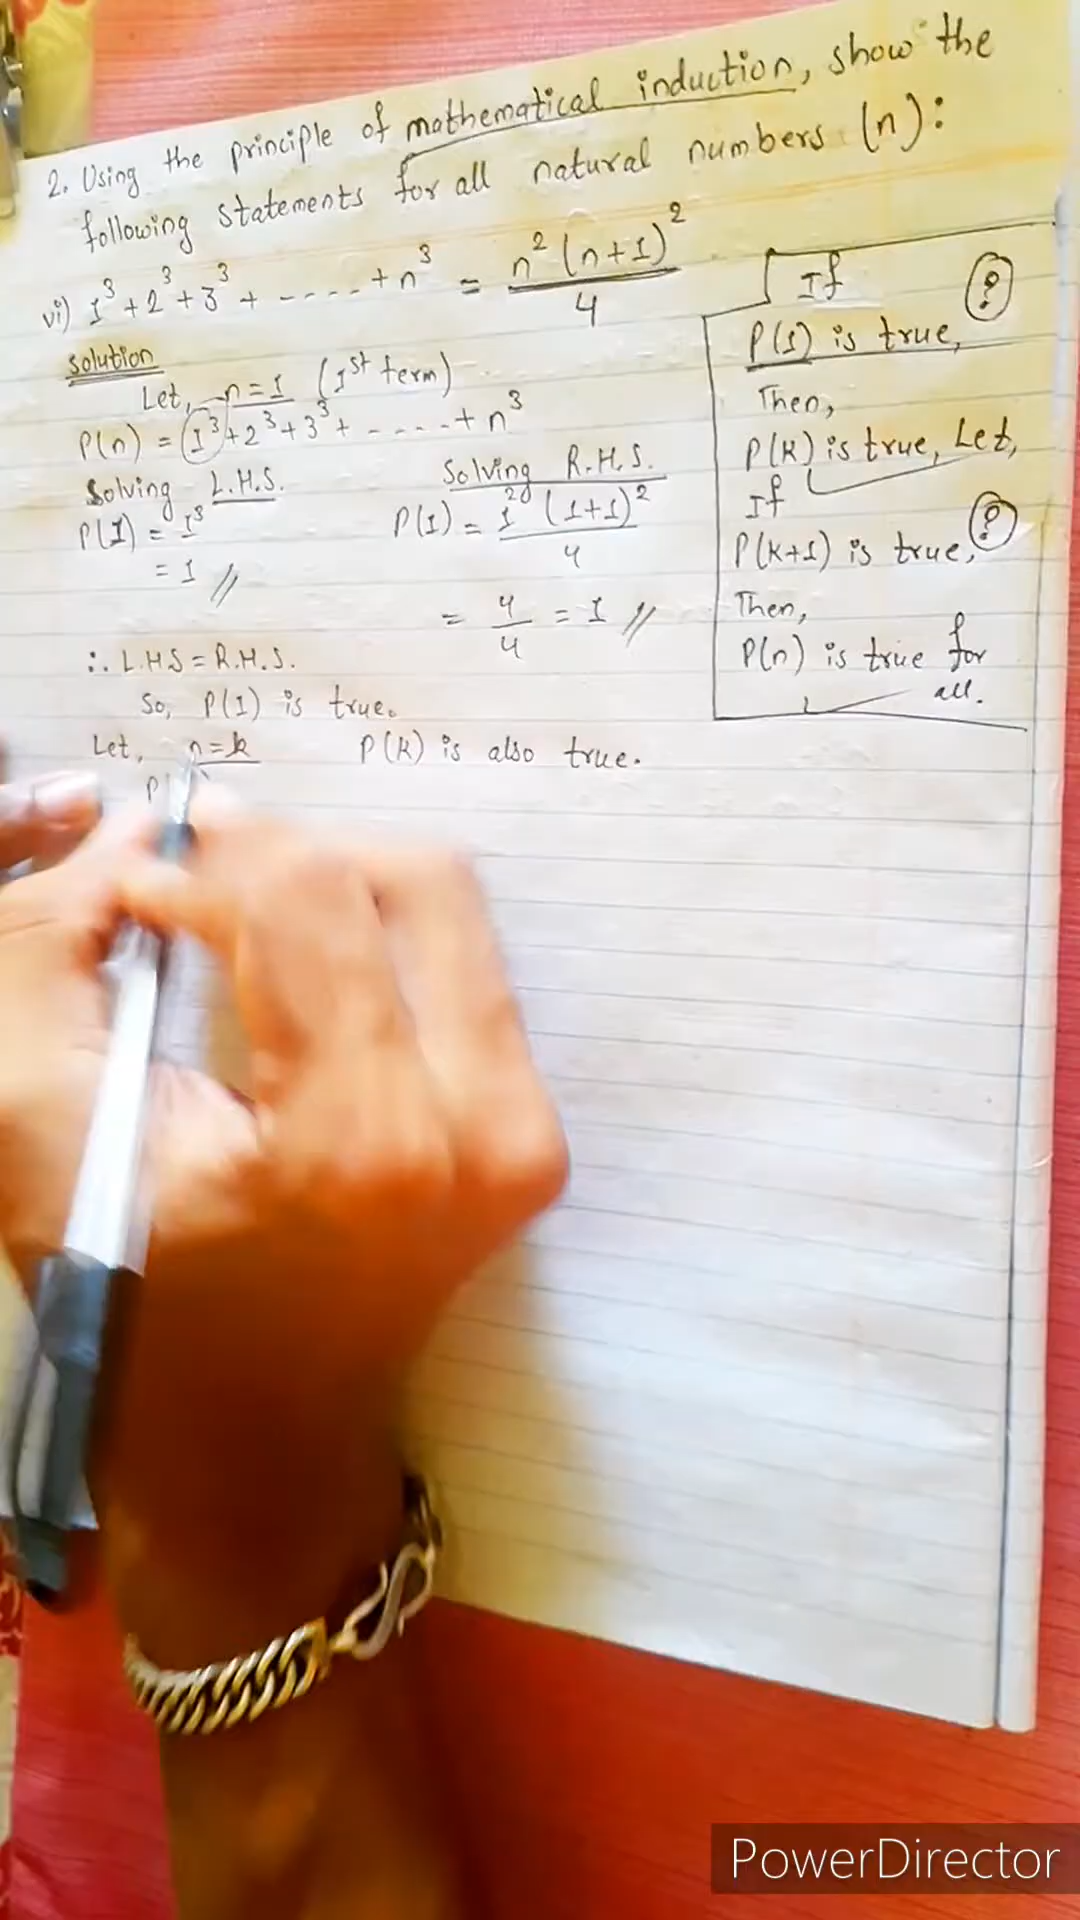 2. Using the principle of mathematical induction, show the
following statements for all natural numbers (n):
vi) 1³ + 2³ + 3³ + - - - - . . + n³ = n² (n+1)² / 4
solution
Let, n = 1 (1st term)
P(n) = 1³ + 2³ + 3³ + - - - - . . + n³
Solving L.H.S.
P(1) = 1³
= 1 //
Solving R.H.S.
P(1) = 1² (1+1)² / 4
= 4/4 = 1 //
∴ L.H.S = R.H.S.
So, P(1) is true.
Let, n = k P(k) is also true.
If ?
P(1) is true,
Then,
P(k) is true, Let,
If
P(k+1) is true, ?
Then,
P(n) is true for
all.
PowerDirector